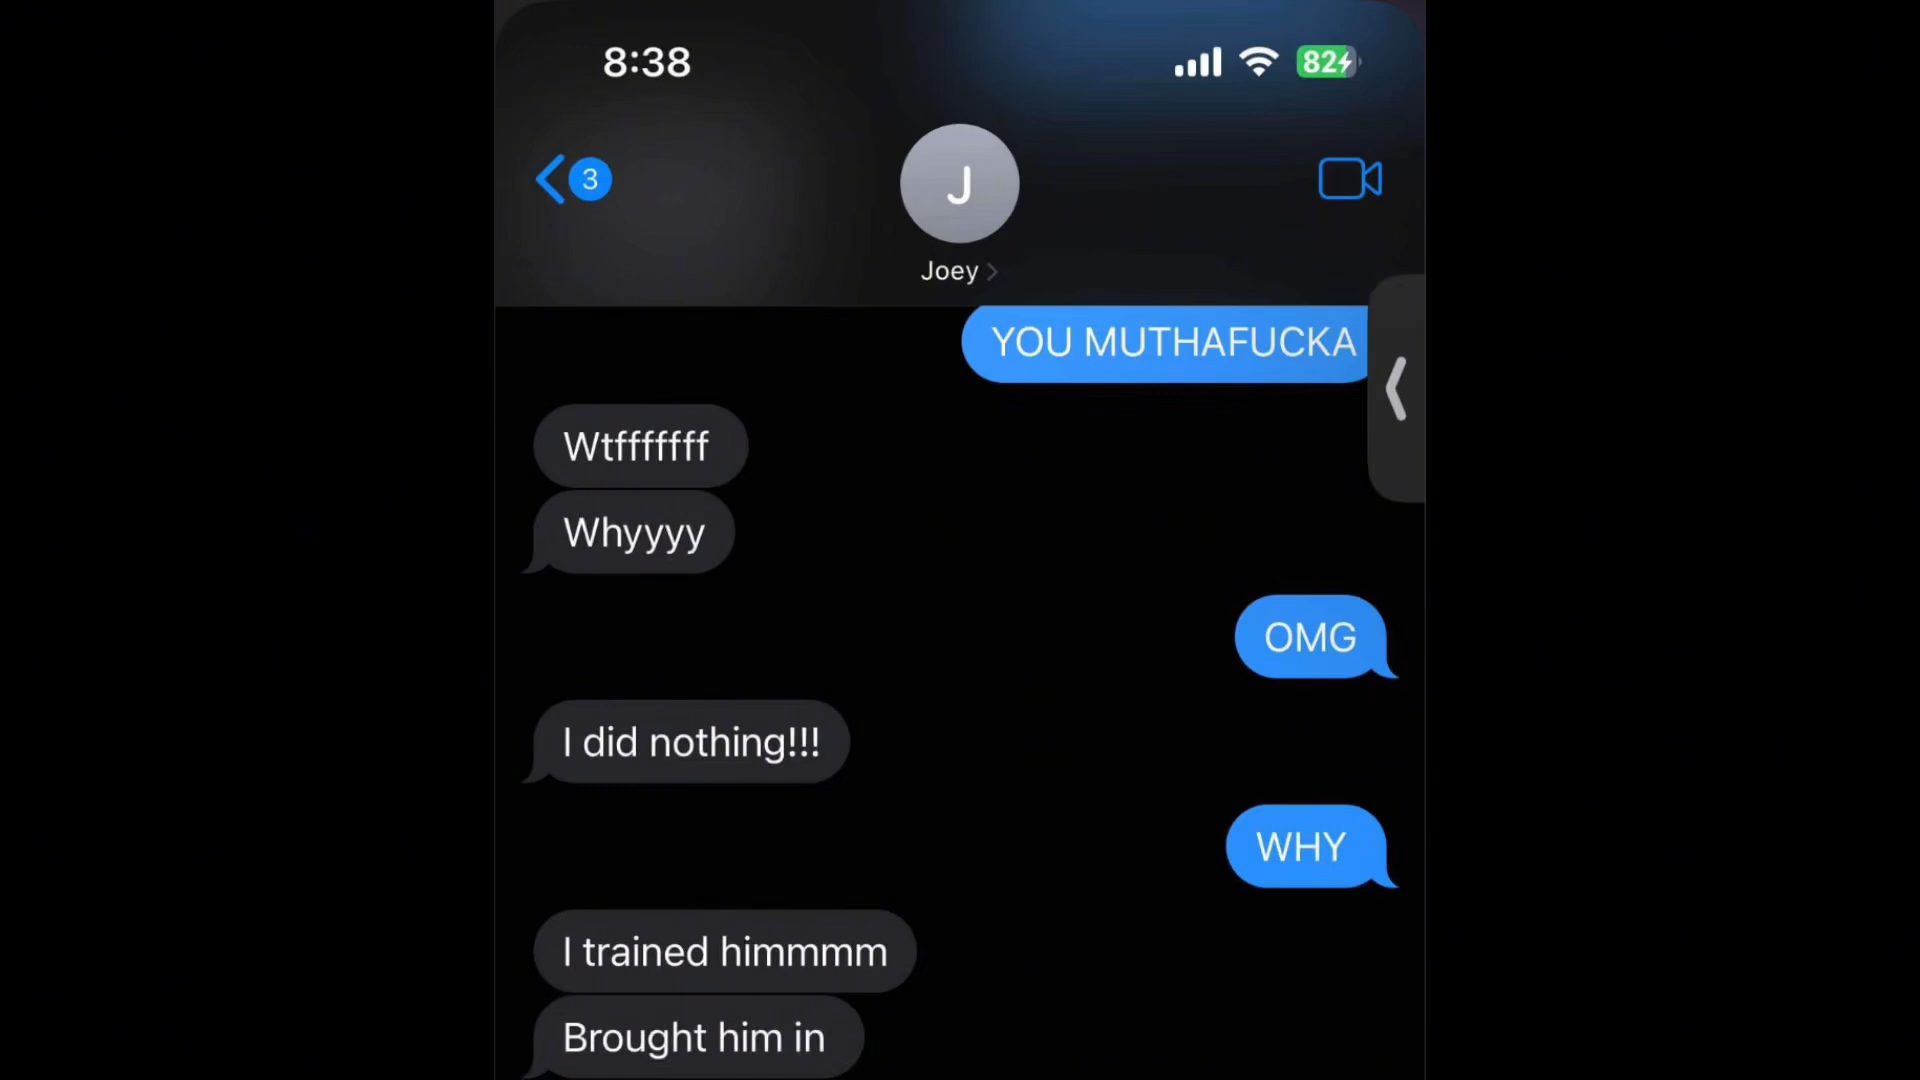 8:38
82
3
J
Joey
YOU MUTHAFUCKA
Wtfffffff
Whyyyy
OMG
I did nothing!!!
WHY
I trained himmmm
Brought him in